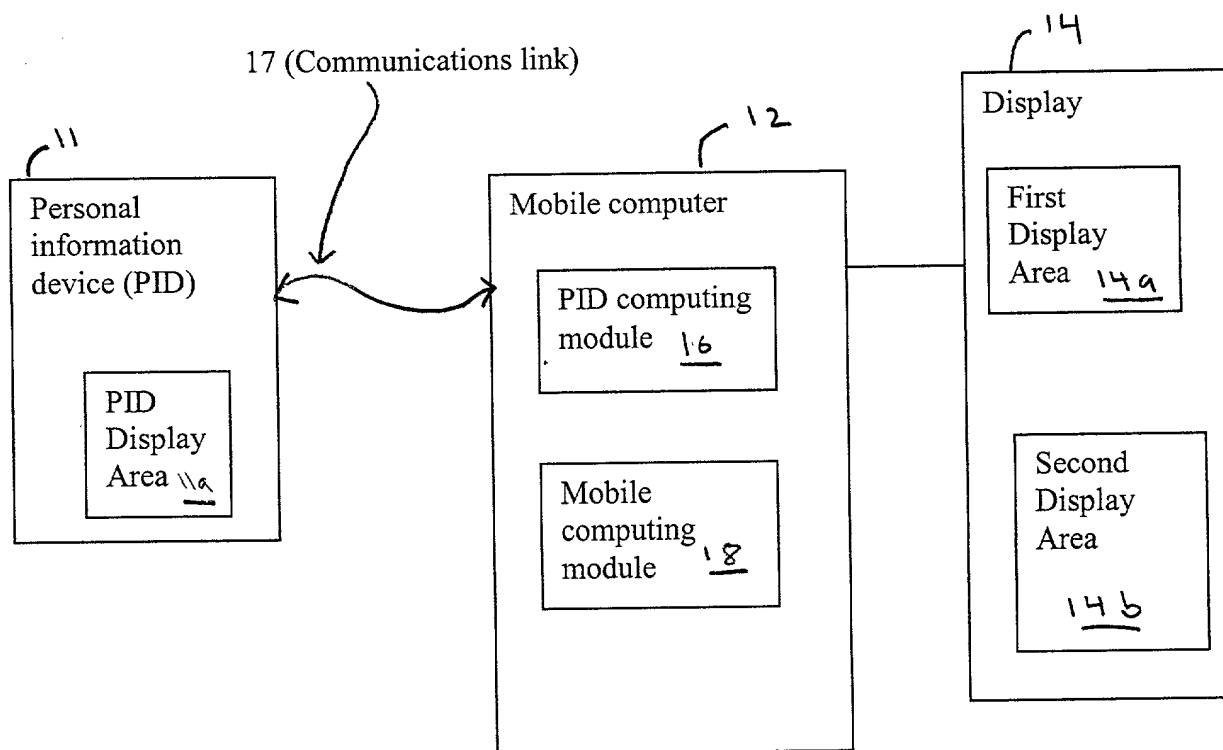 17 (Communications link)
11
Personal
information
device (PID)
PID
Display
Area 11a
12
Mobile computer
PID computing
module 16
Mobile
computing
module 18
14
Display
First
Display
Area 14a
Second
Display
Area
14b